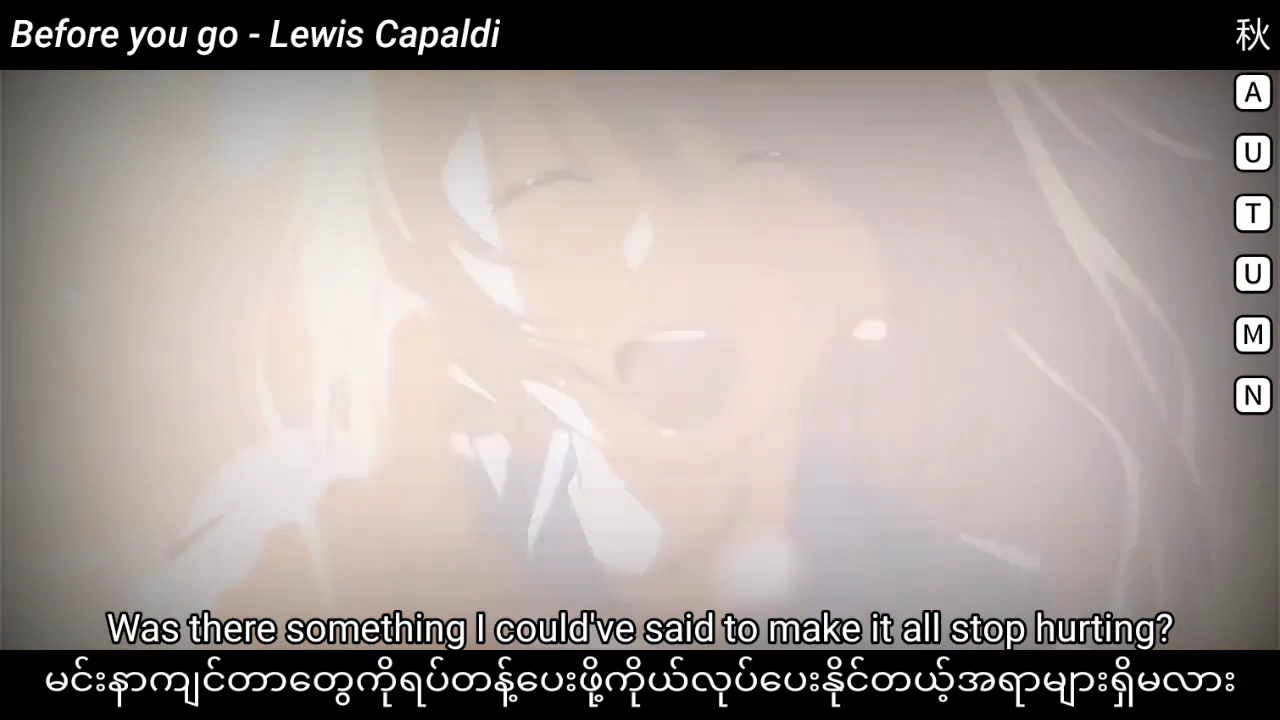 Before you go - Lewis Capaldi
秋
A
U
T
U
M
N
Was there something I could've said to make it all stop hurting?
မင်းနာကျင်တာတွေကိုရပ်တန့်ပေးဖို့ကိုယ်လုပ်ပေးနိုင်တယ့်အရာများရှိမလား